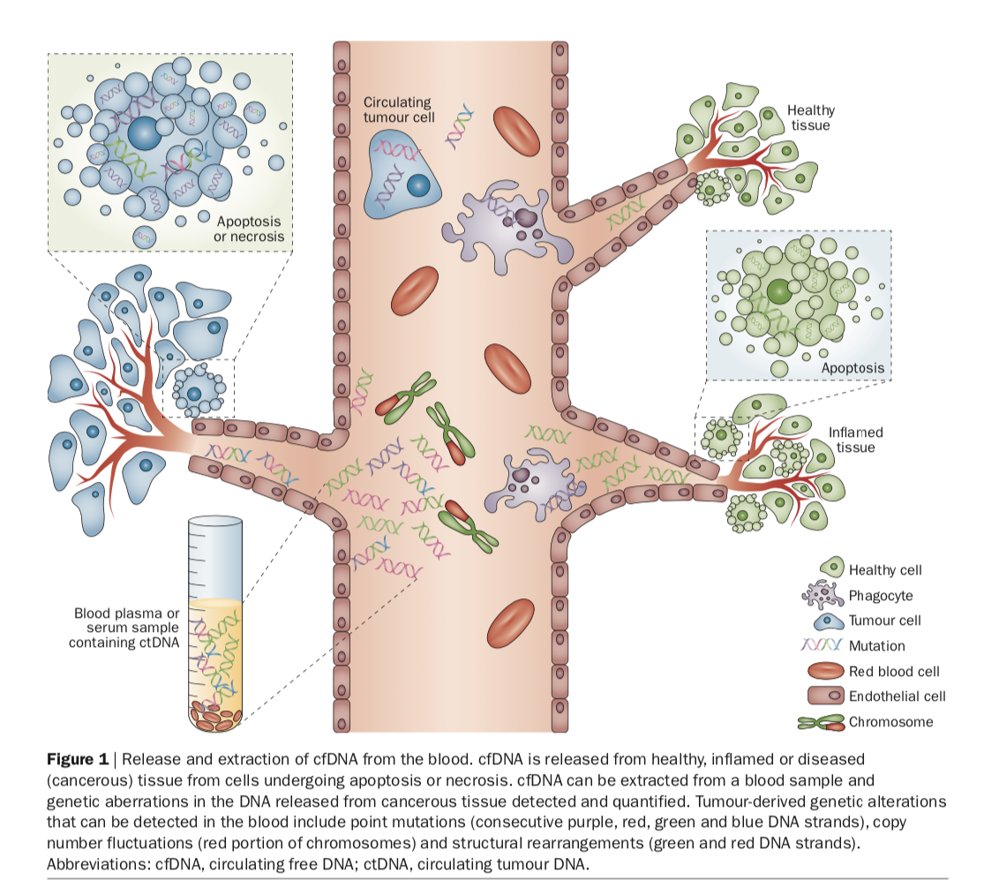 Circulating
tumour cell
Healthy
tissue
Apoptosis
or necrosis
Apoptosis
Inflamed
tissue
Blood plasma or
serum sample
containing ctDNA
Healthy cell
Phagocyte
Tumour cell
Mutation
Red blood cell
Endothelial cell
Chromosome
Figure 1 | Release and extraction of cfDNA from the blood. cfDNA is released from healthy, inflamed or diseased
(cancerous) tissue from cells undergoing apoptosis or necrosis. cfDNA can be extracted from a blood sample and
genetic aberrations in the DNA released from cancerous tissue detected and quantified. Tumour-derived genetic alterations
that can be detected in the blood include point mutations (consecutive purple, red, green and blue DNA strands), copy
number fluctuations (red portion of chromosomes) and structural rearrangements (green and red DNA strands).
Abbreviations: cfDNA, circulating free DNA; ctDNA, circulating tumour DNA.